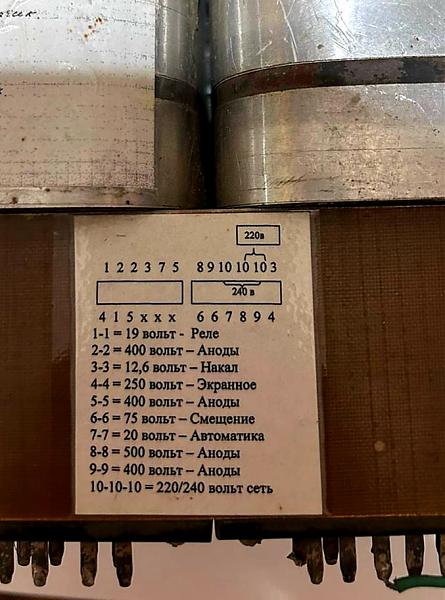 220в
1 2 2 3 7 5 8 9 10 10 10 3
240 в
4 1 5 x x x 6 6 7 8 9 4
1-1 = 19 вольт - Реле
2-2 = 400 вольт – Аноды
3-3 = 12,6 вольт – Накал
4-4 = 250 вольт – Экранное
5-5 = 400 вольт – Аноды
6-6 = 75 вольт – Смещение
7-7 = 20 вольт – Автоматика
8-8 = 500 вольт – Аноды
9-9 = 400 вольт – Аноды
10-10-10 = 220/240 вольт сеть